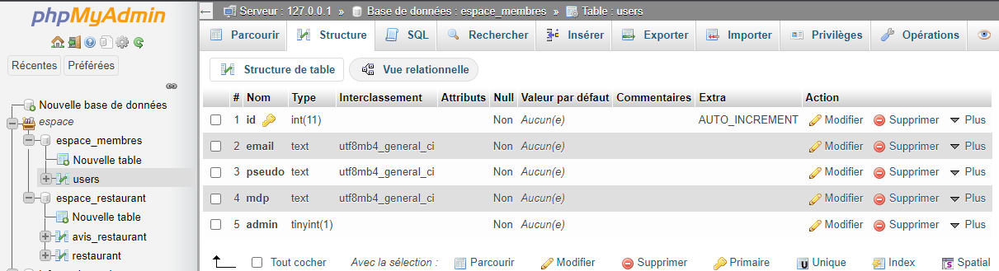 phpMyAdmin
Récentes Préférées
Nouvelle base de données
espace
espace_membres
Nouvelle table
users
espace_restaurant
Nouvelle table
avis_restaurant
restaurant
Serveur : 127.0.0.1 » Base de données : espace_membres » Table : users
Parcourir Structure SQL Rechercher Insérer Exporter Importer Privilèges Opérations
Structure de table Vue relationnelle
# Nom Type Interclassement Attributs Null Valeur par défaut Commentaires Extra Action
1 id int(11) Non Aucun(e) AUTO_INCREMENT Modifier Supprimer Plus
2 email text utf8mb4_general_ci Non Aucun(e) Modifier Supprimer Plus
3 pseudo text utf8mb4_general_ci Non Aucun(e) Modifier Supprimer Plus
4 mdp text utf8mb4_general_ci Non Aucun(e) Modifier Supprimer Plus
5 admin tinyint(1) Non Aucun(e) Modifier Supprimer Plus
Tout cocher Avec la sélection : Parcourir Modifier Supprimer Primaire Unique Index Spatial